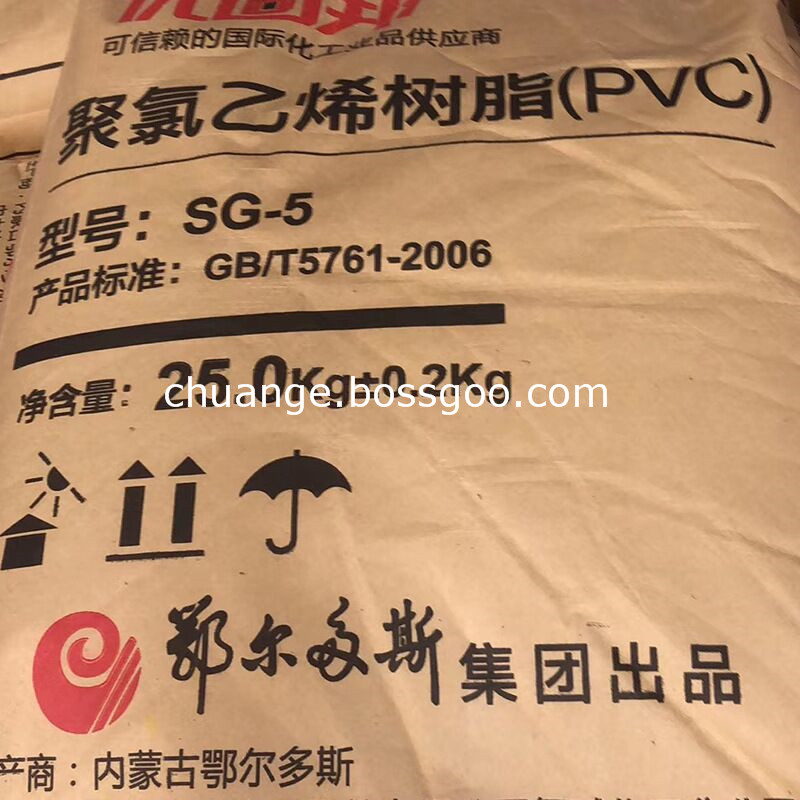 可信赖的国际化工产品供应商
聚氯乙烯树脂(PVC)
型号：SG-5
产品标准：GB/T5761-2006
净含量：25.0Kg±0.2Kg
chuange.bossgoo.com
鄂尔多斯集团出品
产商：内蒙古鄂尔多斯